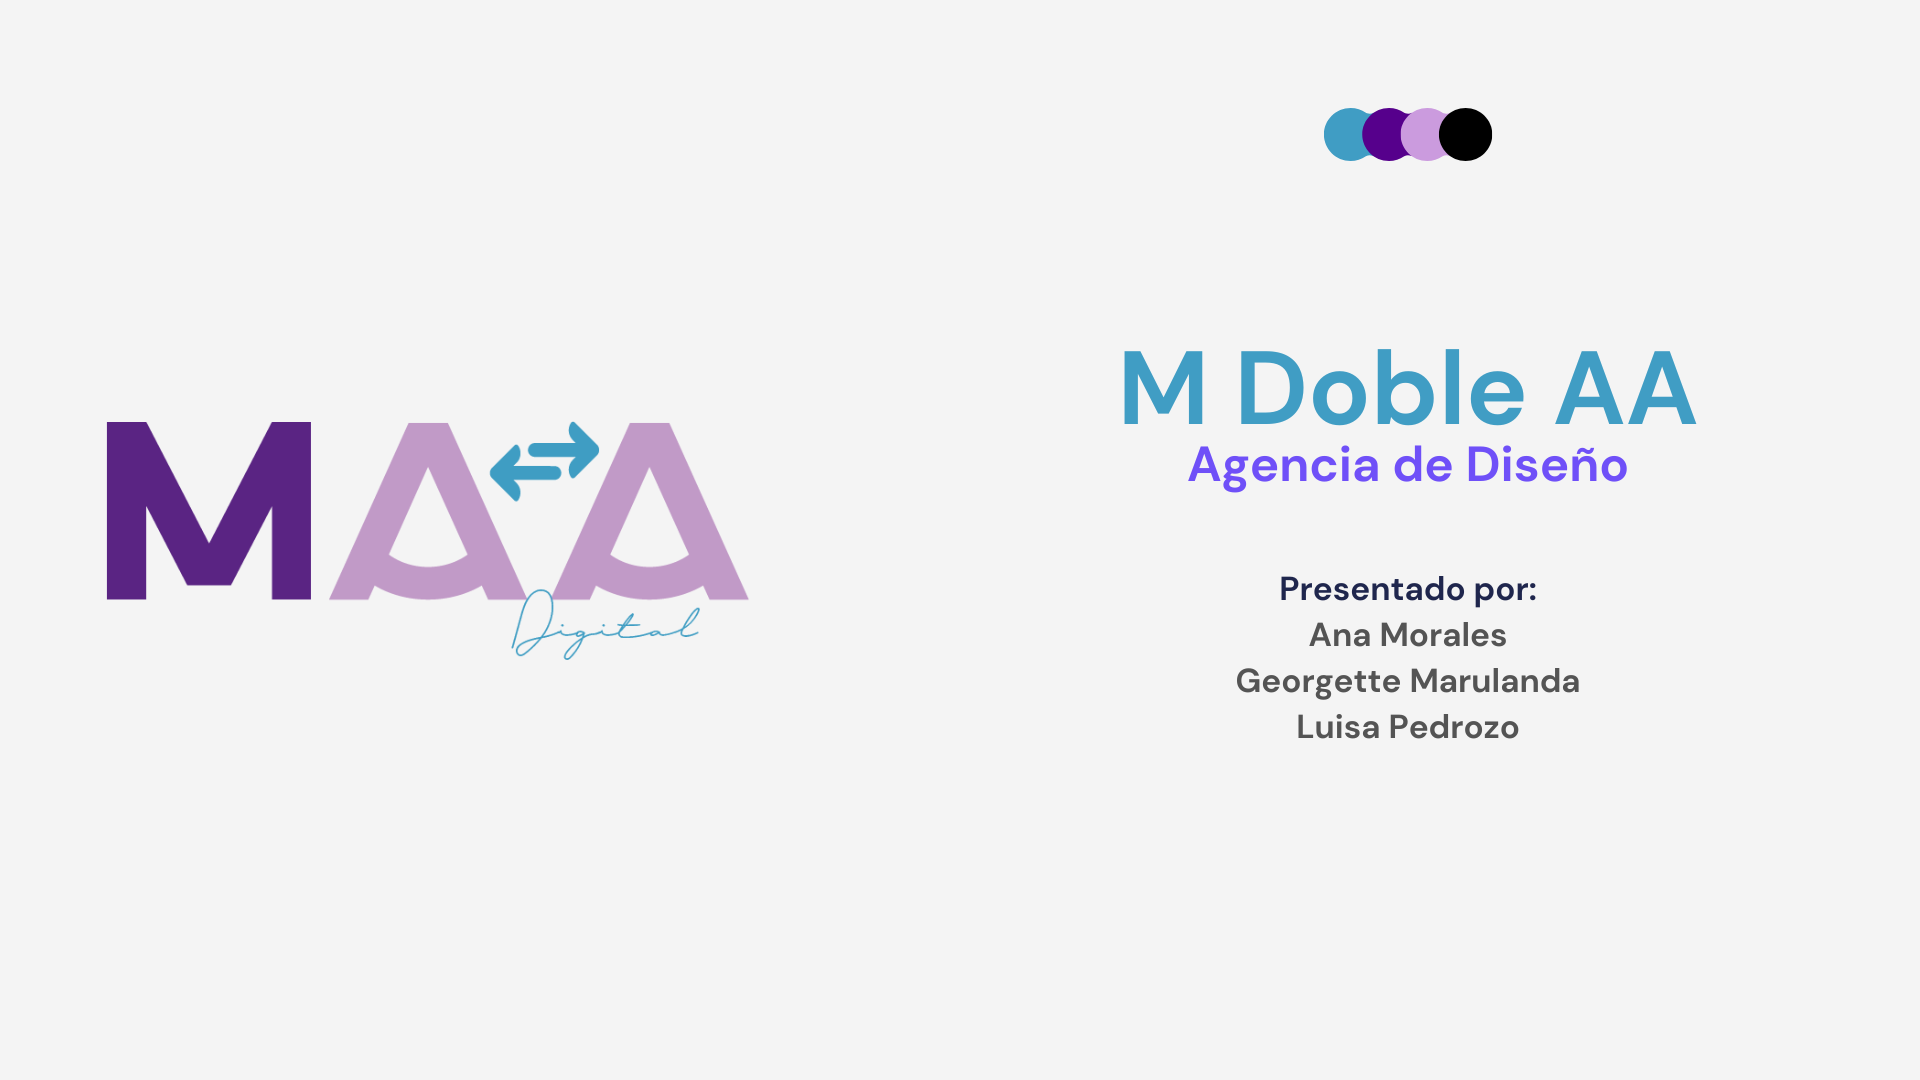 MAA
Digital
M Doble AA
Agencia de Diseño
Presentado por:
Ana Morales
Georgette Marulanda
Luisa Pedrozo